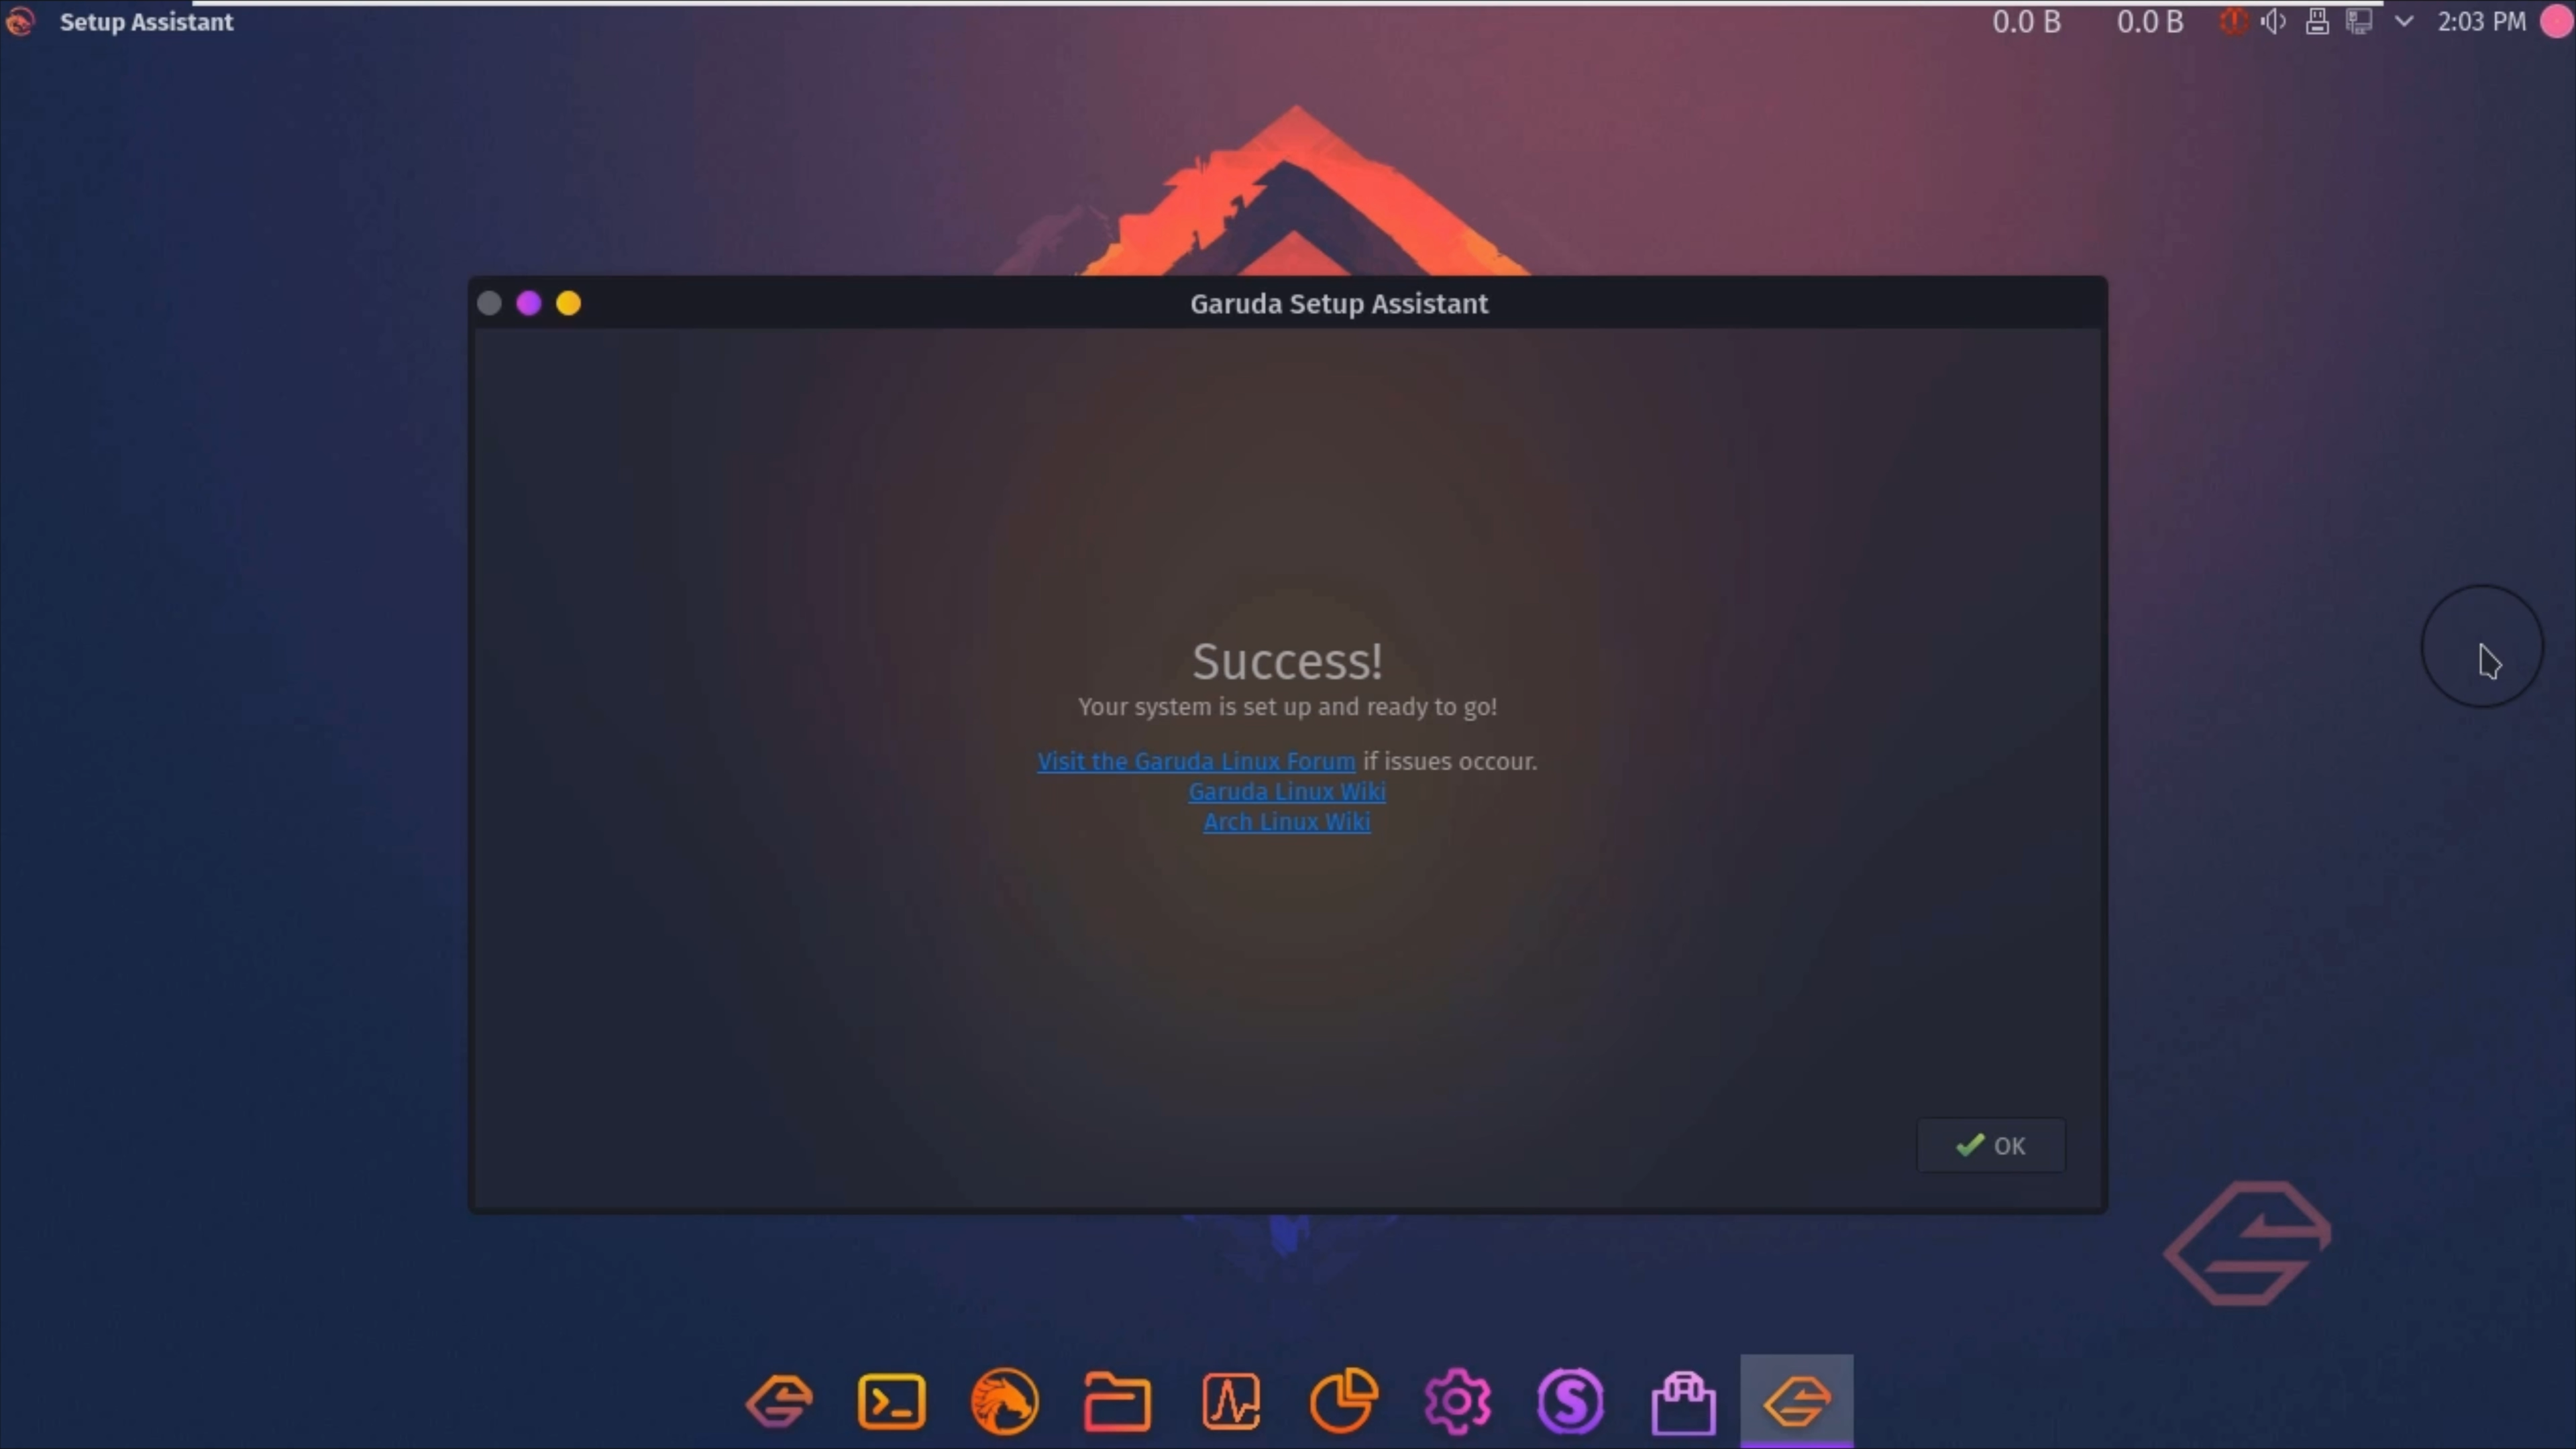 Setup Assistant
0.0 B 0.0 B 2:03 PM
Garuda Setup Assistant
Success!
Your system is set up and ready to go!
Visit the Garuda Linux Forum if issues occour.
Garuda Linux Wiki
Arch Linux Wiki
OK